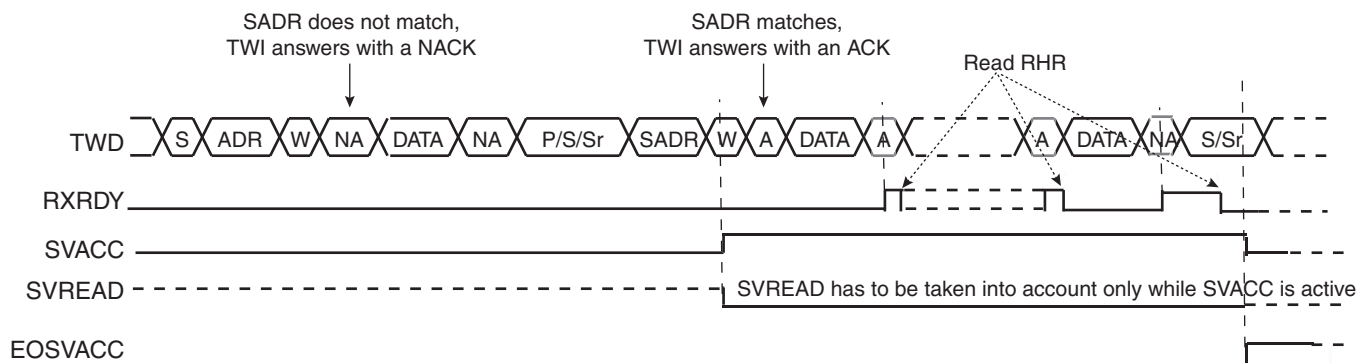 SADR does not match,
TWI answers with a NACK
SADR matches,
TWI answers with an ACK
Read RHR
TWD S ADR W NA DATA NA P/S/Sr SADR W A DATA A A DATA NA S/Sr
RXRDY
SVACC
SVREAD SVREAD has to be taken into account only while SVACC is active
EOSVACC